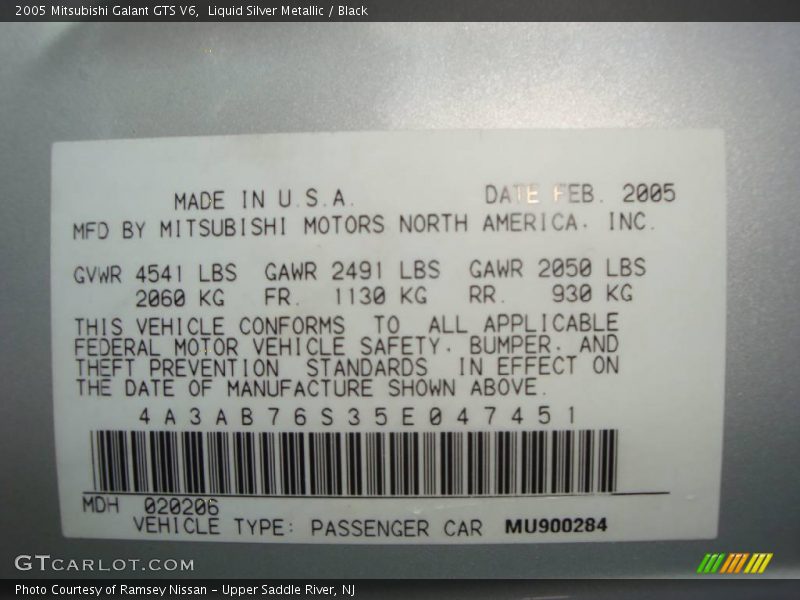 2005 Mitsubishi Galant GTS V6,  Liquid Silver Metallic / Black
MADE IN U.S.A. DATE FEB. 2005
MFD BY MITSUBISHI MOTORS NORTH AMERICA. INC.
GVWR 4541 LBS GAWR 2491 LBS GAWR 2050 LBS
2060 KG FR. 1130 KG RR. 930 KG
THIS VEHICLE CONFORMS TO ALL APPLICABLE
FEDERAL MOTOR VEHICLE SAFETY. BUMPER. AND
THEFT PREVENTION STANDARDS IN EFFECT ON
THE DATE OF MANUFACTURE SHOWN ABOVE.
4A3AB76S35E047451
MDH 020206
VEHICLE TYPE: PASSENGER CAR MU900284
GTCARLOT.COM
Photo Courtesy of Ramsey Nissan – Upper Saddle River, NJ